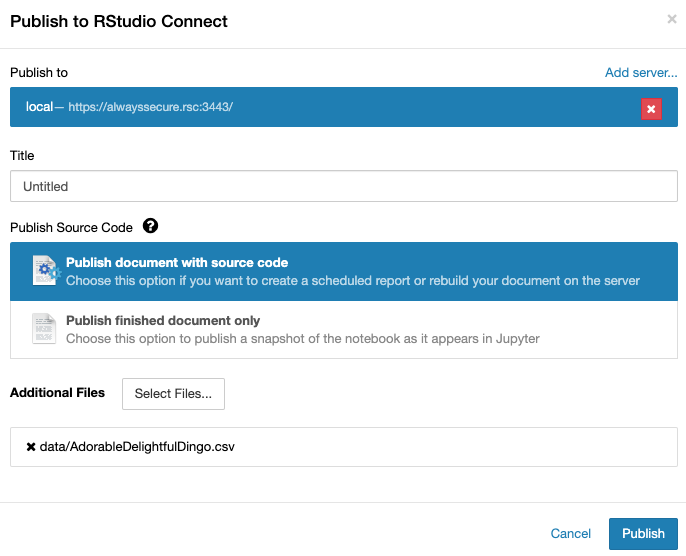 Publish to RStudio Connect
×
Publish to
Add server...
local— https://alwayssecure.rsc:3443/
Title
Untitled
Publish Source Code ?
Publish document with source code
Choose this option if you want to create a scheduled report or rebuild your document on the server
Publish finished document only
Choose this option to publish a snapshot of the notebook as it appears in Jupyter
Additional Files
Select Files...
✖ data/AdorableDelightfulDingo.csv
Cancel
Publish